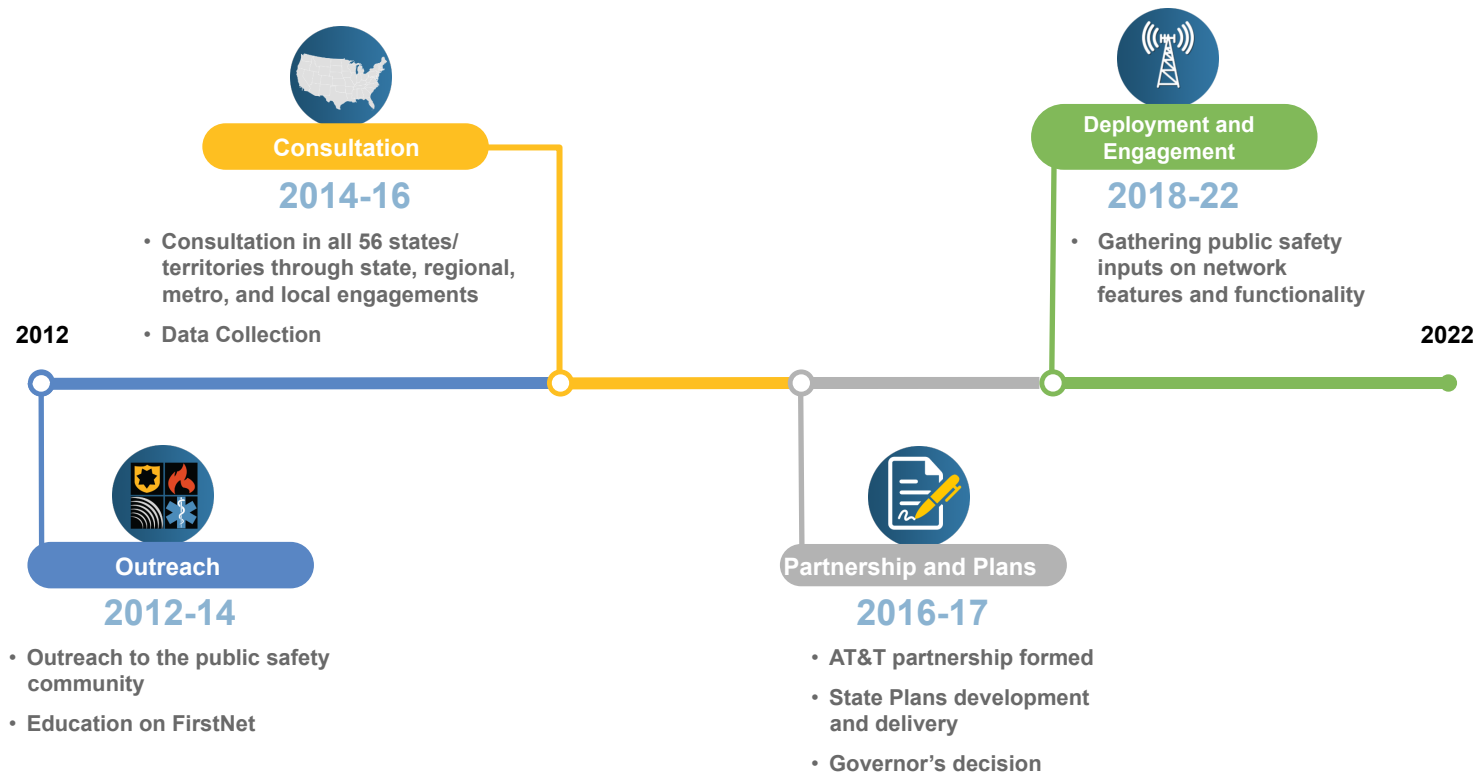 Consultation
2014-16
• Consultation in all 56 states/
territories through state, regional,
metro, and local engagements
• Data Collection
Deployment and
Engagement
2018-22
• Gathering public safety
inputs on network
features and functionality
2012
2022
Outreach
2012-14
• Outreach to the public safety
community
• Education on FirstNet
Partnership and Plans
2016-17
• AT&T partnership formed
• State Plans development
and delivery
• Governor’s decision